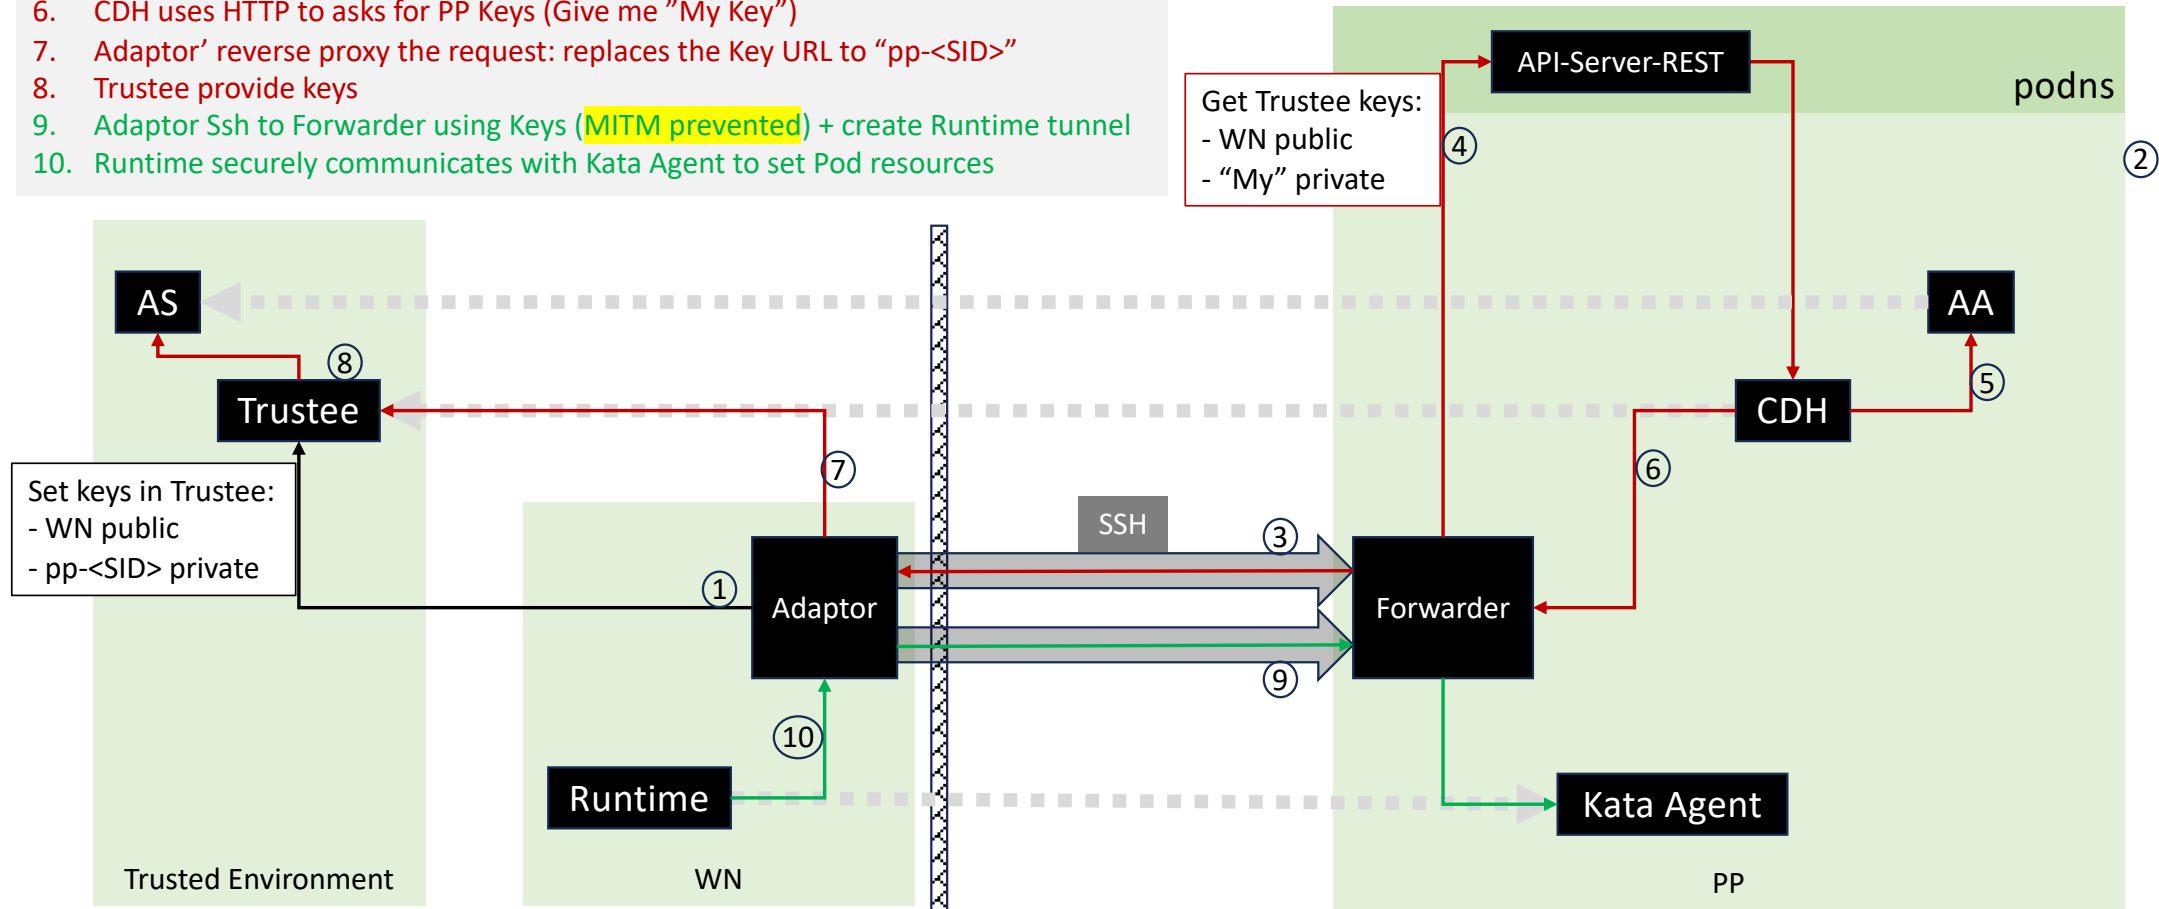 6. CDH uses HTTP to asks for PP Keys (Give me ”My Key”)
7. Adaptor’ reverse proxy the request: replaces the Key URL to “pp-<SID>”
8. Trustee provide keys
9. Adaptor Ssh to Forwarder using Keys (MITM prevented) + create Runtime tunnel
10. Runtime securely communicates with Kata Agent to set Pod resources
API-Server-REST
podns
Get Trustee keys:
- WN public
- “My” private
4
2
AS
AA
8
5
Trustee
CDH
7
6
Set keys in Trustee:
- WN public
- pp-<SID> private
SSH
3
1
Adaptor
Forwarder
9
10
Runtime
Kata Agent
Trusted Environment
WN
PP